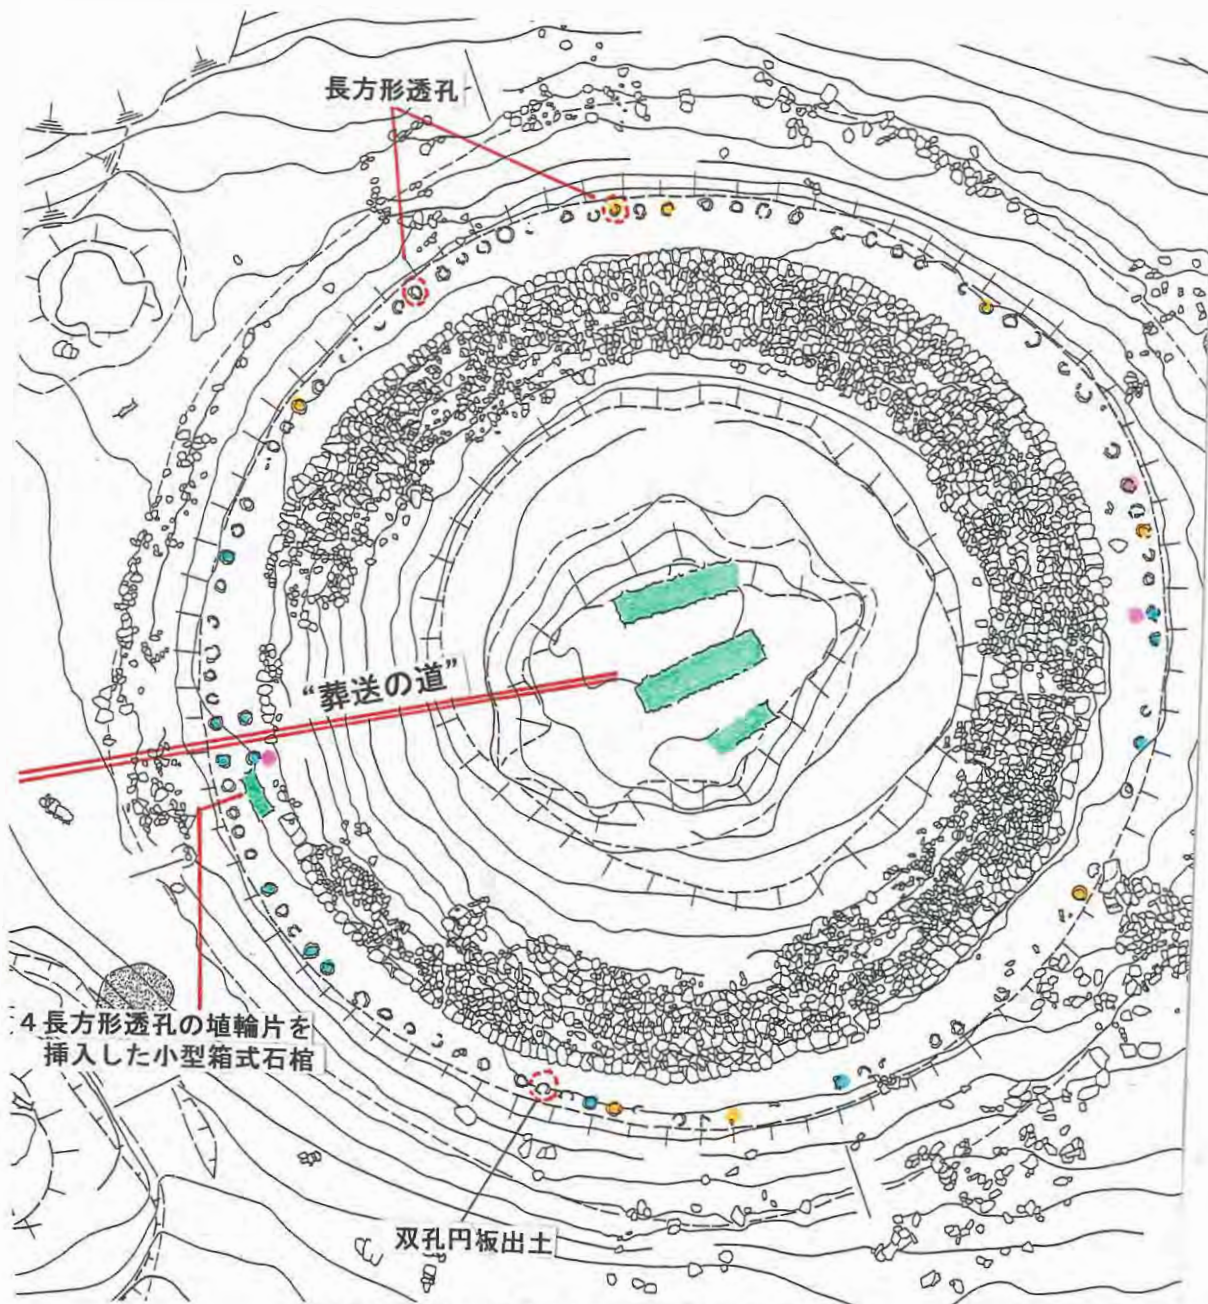 長方形透孔
“葬送の道”
4長方形透孔の埴輪片を
挿入した小型箱式石棺
双孔円板出土